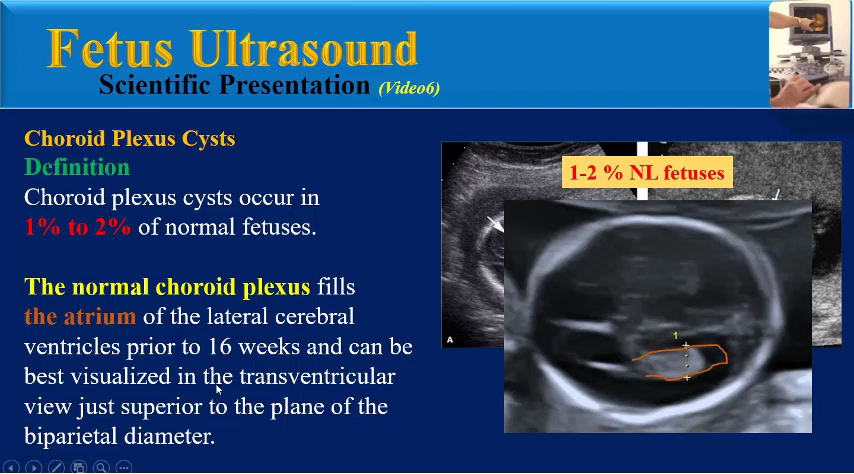 Fetus Ultrasound
Scientific Presentation (Video6)
Choroid Plexus Cysts
Definition
Choroid plexus cysts occur in
1% to 2% of normal fetuses.
The normal choroid plexus fills
the atrium of the lateral cerebral
ventricles prior to 16 weeks and can be
best visualized in the transventricular
view just superior to the plane of the
biparietal diameter.
1-2 % NL fetuses
A
1